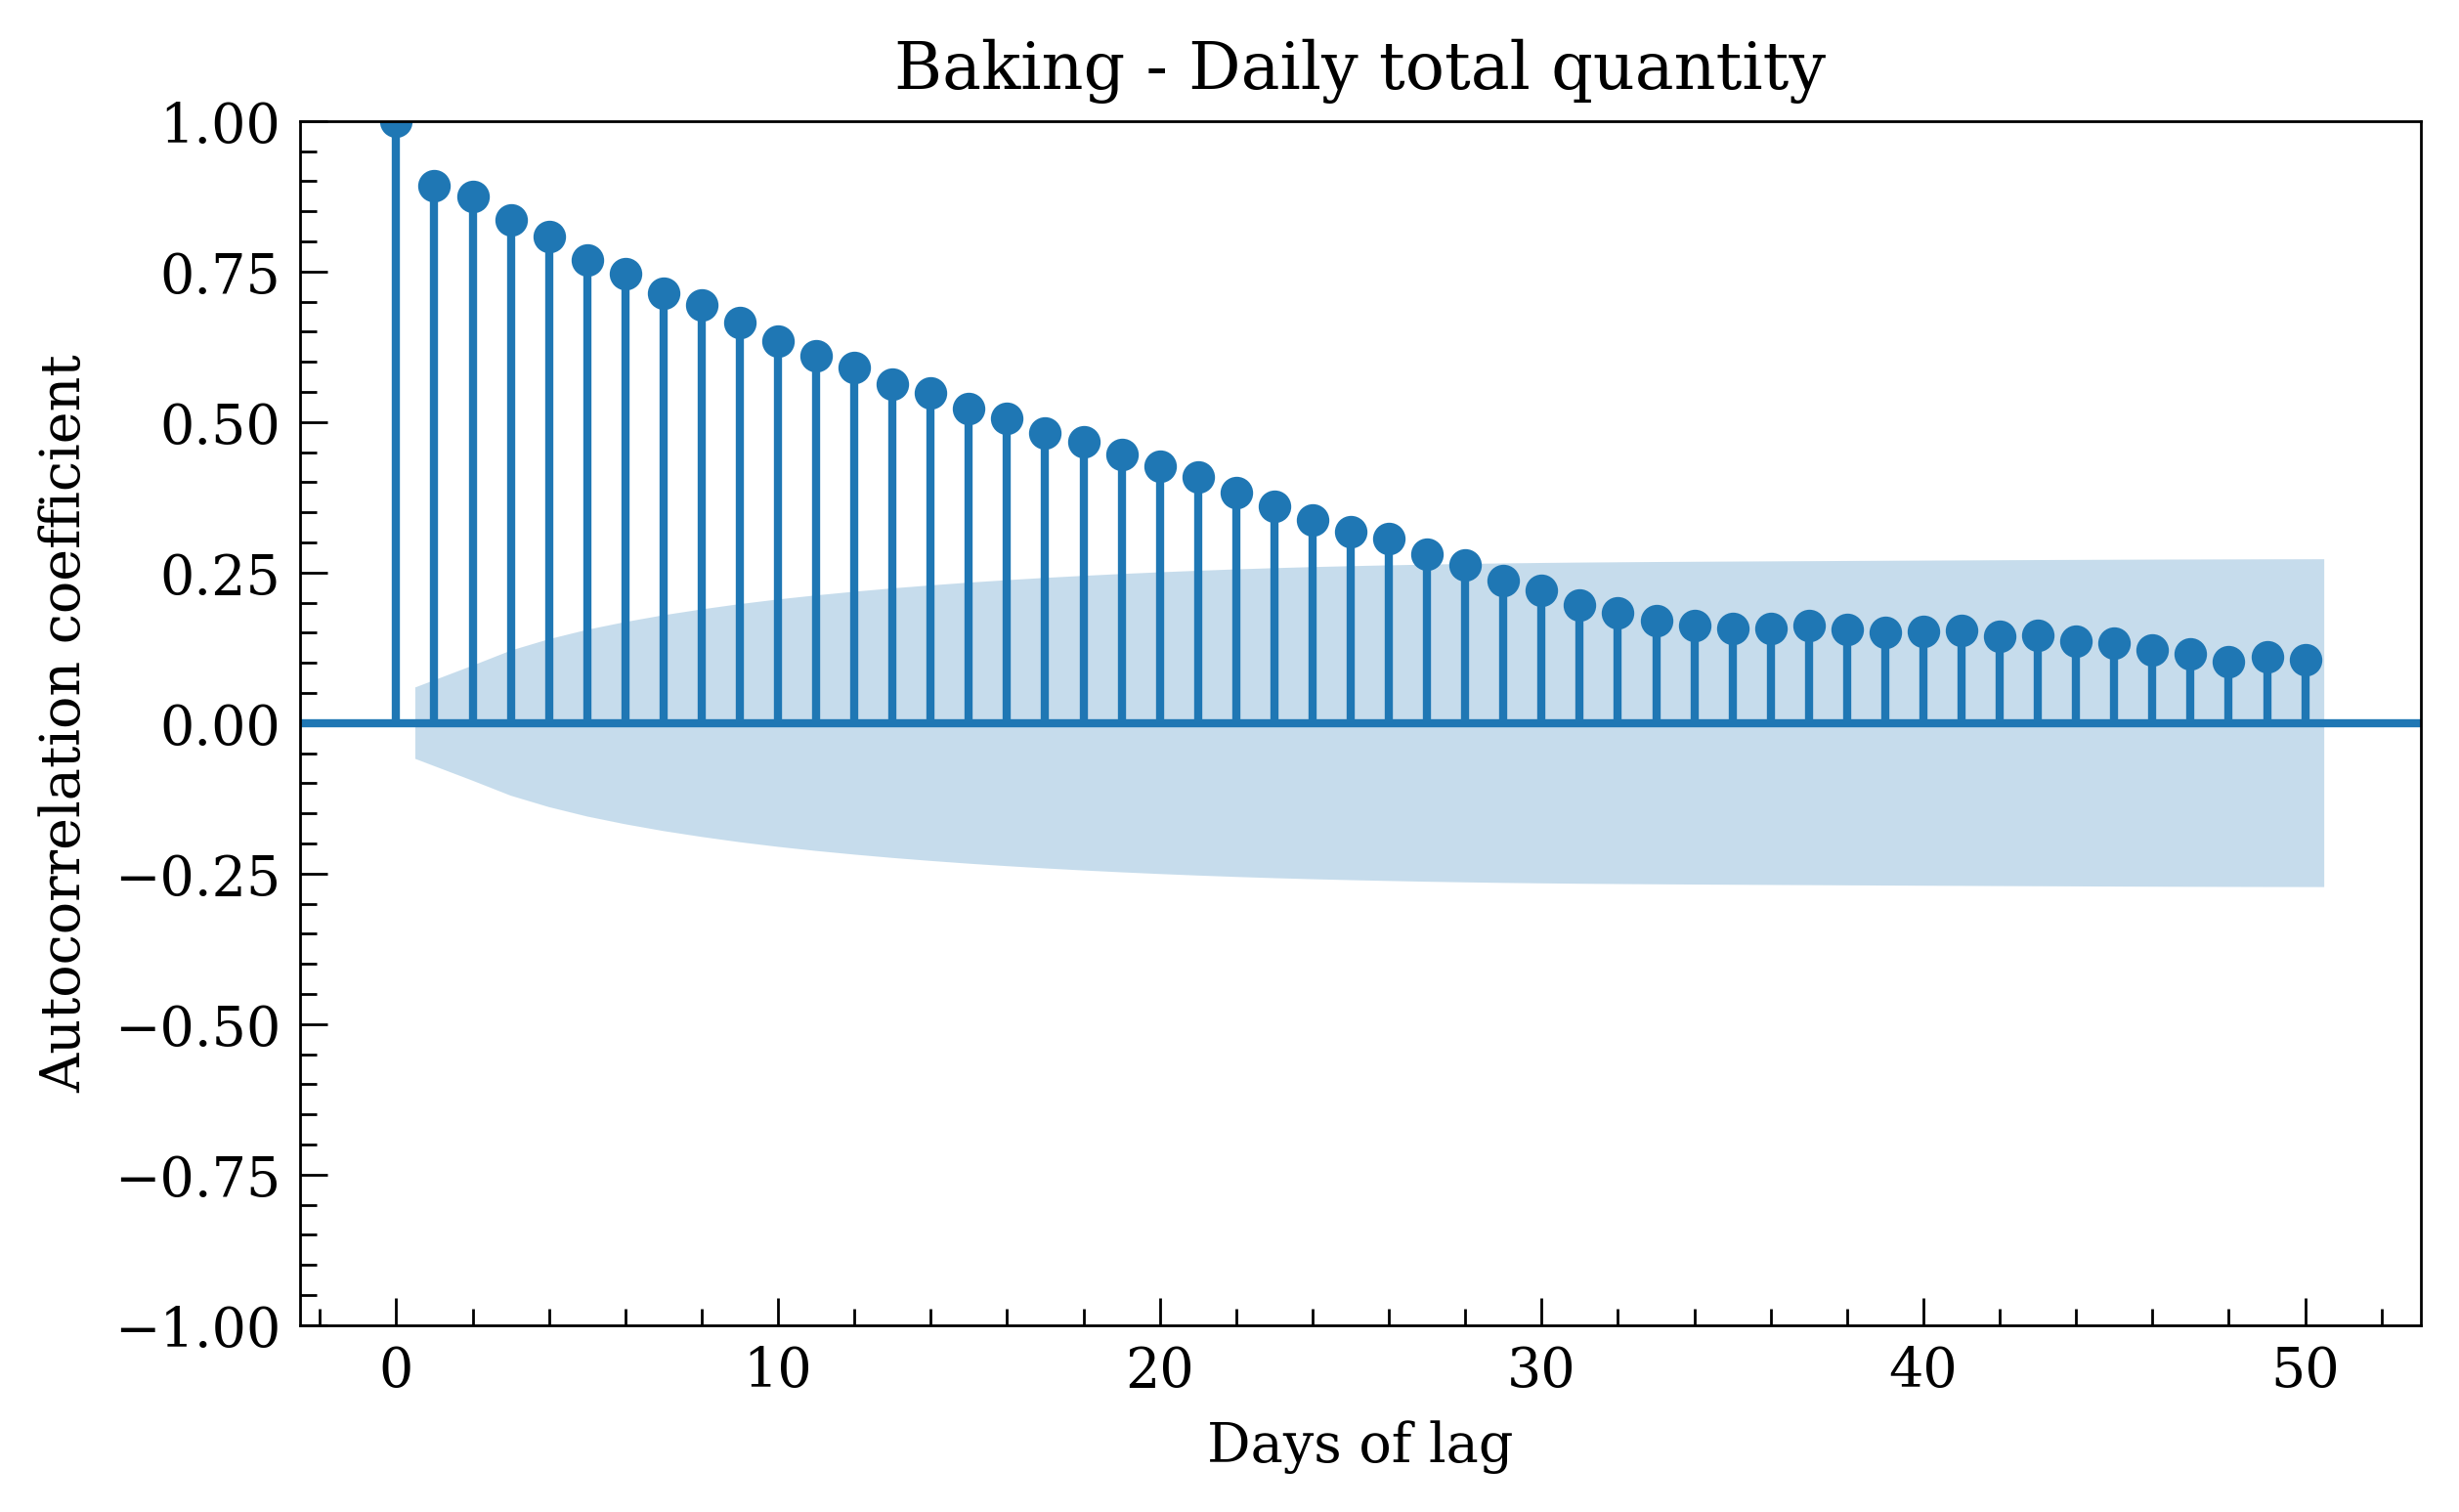 Baking - Daily total quantity
Autocorrelation coefficient
1.00
0.75
0.50
0.25
0.00
−0.25
−0.50
−0.75
−1.00
0 10 20 30 40 50
Days of lag